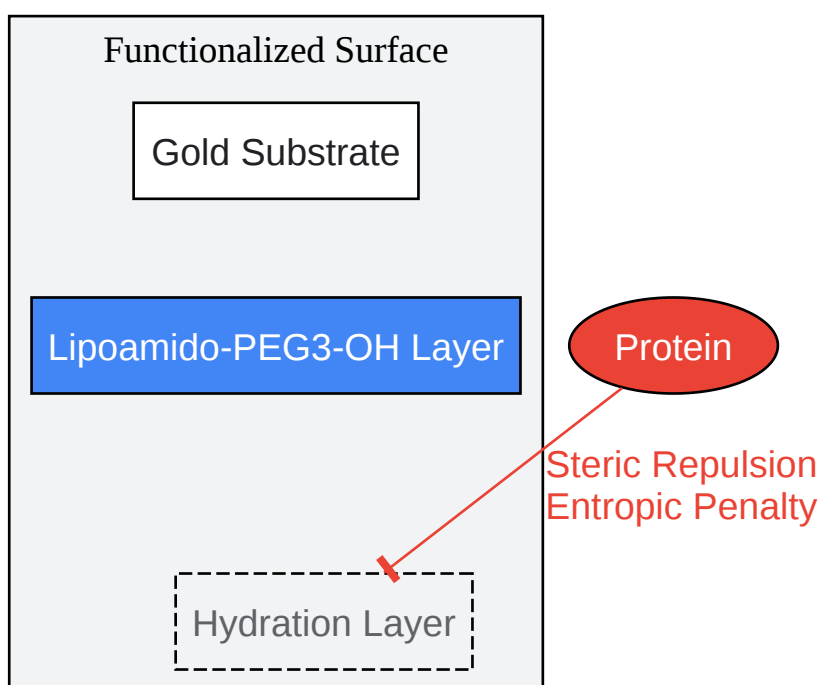 Functionalized Surface
Gold Substrate
Lipoamido-PEG3-OH Layer
Protein
Steric Repulsion
Entropic Penalty
Hydration Layer